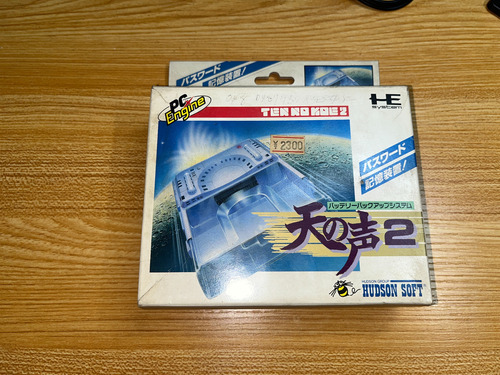 パスワード
記憶装置!
PC
Engine
TEN NO KOE 2
HE
system
¥2300
パスワード
記憶装置!
バッテリーバックアップシステム
天の声2
HUDSON GROUP
HUDSON SOFT